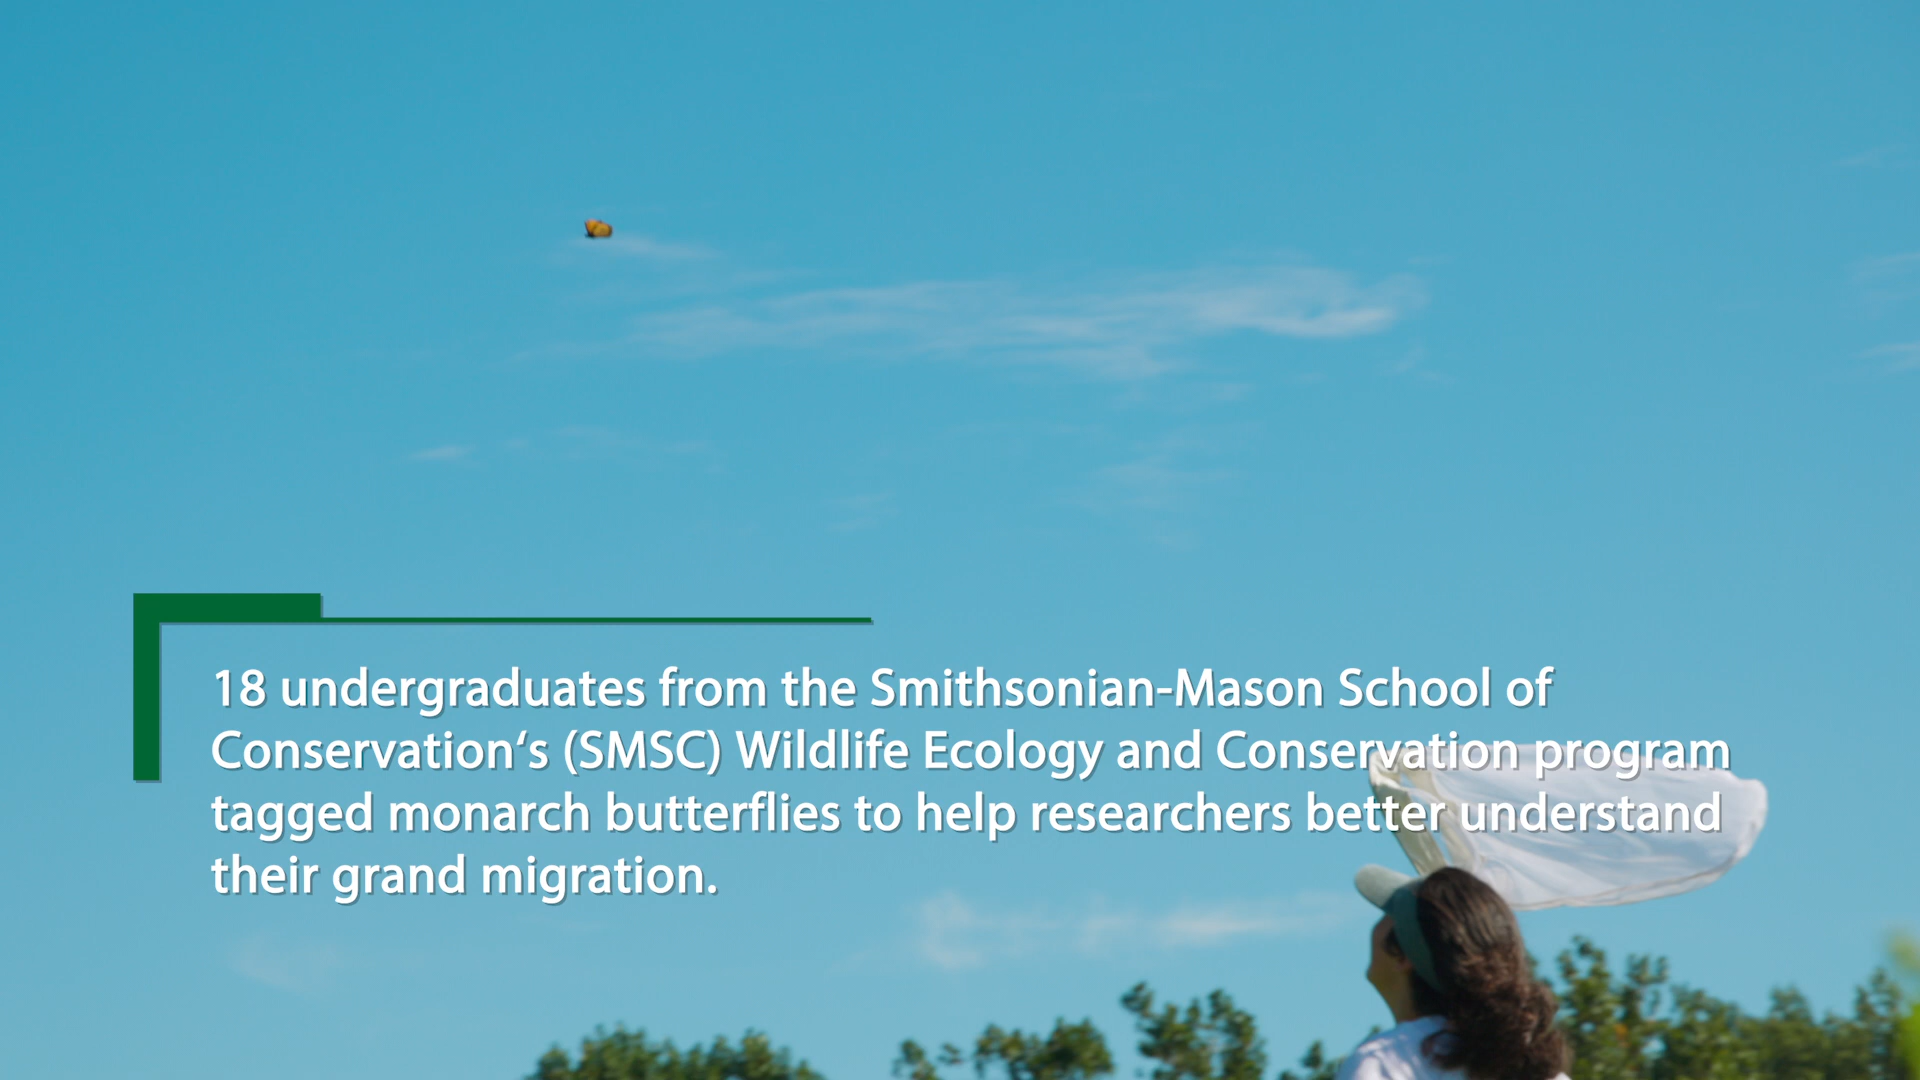 18 undergraduates from the Smithsonian-Mason School of
Conservation‘s (SMSC) Wildlife Ecology and Conservation program
tagged monarch butterflies to help researchers better understand
their grand migration.